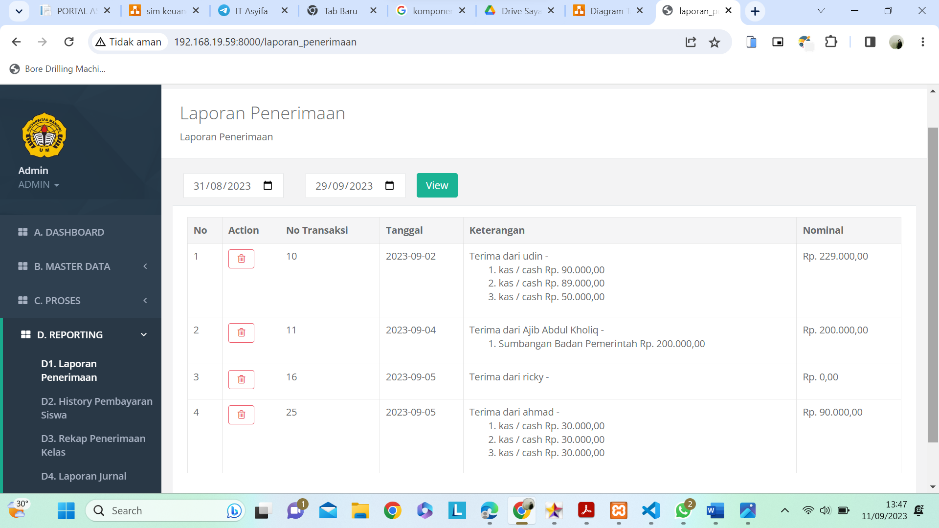 PORTAL AS
sim keuan
IT Asyifa
Tab Baru
kompone
Drive Saya
Diagram
laporan_p
Tidak aman
192.168.19.59:8000/laporan_penerimaan
Bore Drilling Machi...
Admin
ADMIN
A. DASHBOARD
B. MASTER DATA
C. PROSES
D. REPORTING
D1. Laporan
Penerimaan
D2. History Pembayaran
Siswa
D3. Rekap Penerimaan
Kelas
D4. Laporan Jurnal
Laporan Penerimaan
Laporan Penerimaan
31/08/2023 29/09/2023 View
No Action No Transaksi Tanggal Keterangan Nominal
1 10 2023-09-02 Terima dari udin - Rp. 229.000,00
1. kas / cash Rp. 90.000,00
2. kas / cash Rp. 89.000,00
3. kas / cash Rp. 50.000,00
2 11 2023-09-04 Terima dari Ajib Abdul Kholiq - Rp. 200.000,00
1. Sumbangan Badan Pemerintah Rp. 200.000,00
3 16 2023-09-05 Terima dari ricky - Rp. 0,00
4 25 2023-09-05 Terima dari ahmad - Rp. 90.000,00
1. kas / cash Rp. 30.000,00
2. kas / cash Rp. 30.000,00
3. kas / cash Rp. 30.000,00
30°
Search
1
2
13:47
11/09/2023